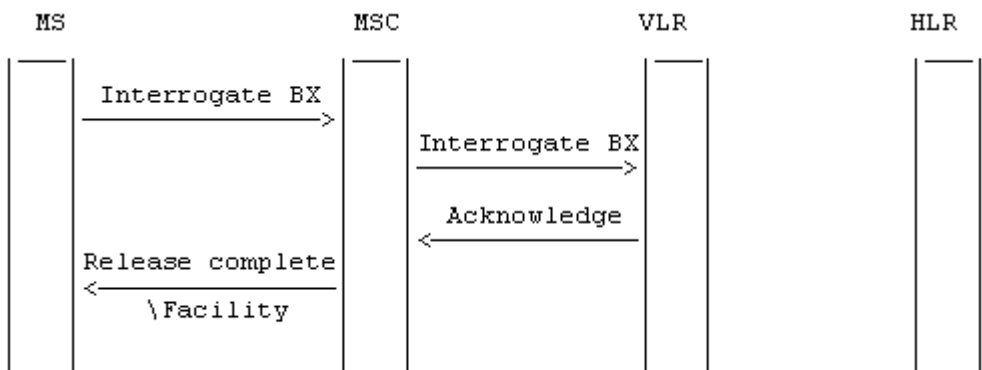 MS MSC VLR HLR
Interrogate BX
Interrogate BX
Acknowledge
Release complete
\Facility